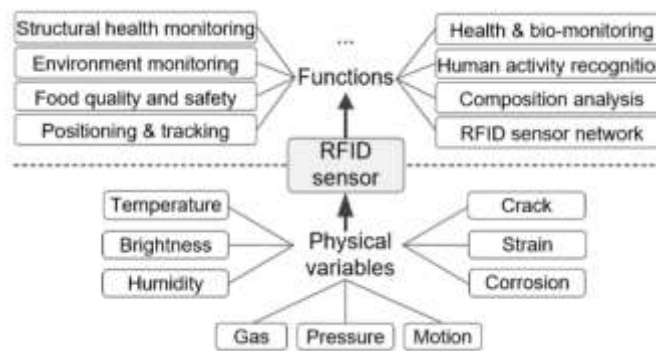 Structural health monitoring
...
Health & bio-monitoring
Environment monitoring
Functions
Human activity recognition
Food quality and safety
Composition analysis
Positioning & tracking
RFID sensor network
RFID
sensor
Temperature
Crack
Brightness
Physical
variables
Strain
Humidity
Corrosion
Gas
Pressure
Motion